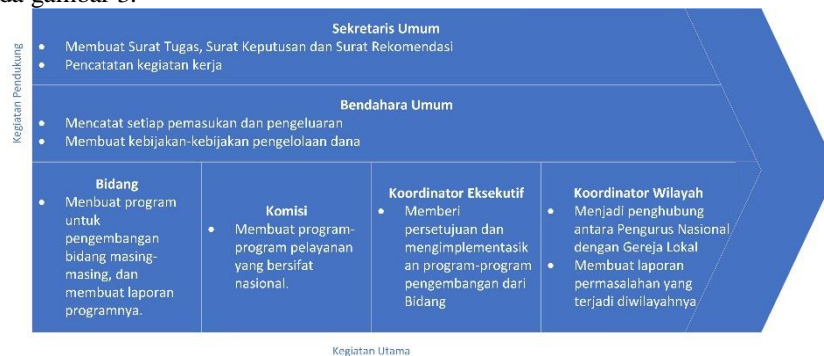 da gambar 3.
Kegiatan Pendukung
Sekretaris Umum
• Membuat Surat Tugas, Surat Keputusan dan Surat Rekomendasi
• Pencatatan kegiatan kerja
Bendahara Umum
• Mencatat setiap pemasukan dan pengeluaran
• Membuat kebijakan-kebijakan pengelolaan dana
Bidang
• Menbuat program
untuk
pengembangan
bidang masing-
masing, dan
membuat laporan
programnya.
Komisi
• Membuat program-
program pelayanan
yang bersifat
nasional.
Koordinator Eksekutif
• Memberi
persetujuan dan
mengimplementasik
an program-program
pengembangan dari
Bidang
Koordinator Wilayah
• Menjadi penghubung
antara Pengurus Nasional
dengan Gereja Lokal
• Membuat laporan
permasalahan yang
terjadi diwilayahnya
Kegiatan Utama